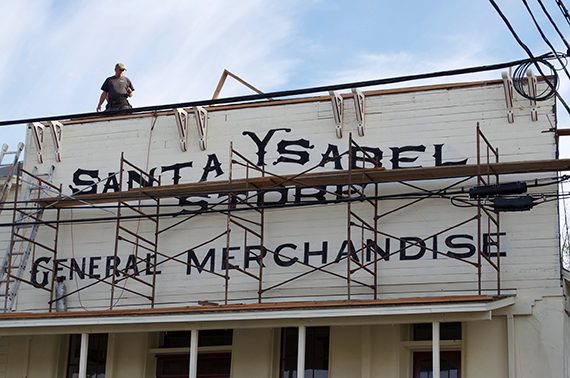 SANTA YSABEL
STORE
GENERAL MERCHANDISE